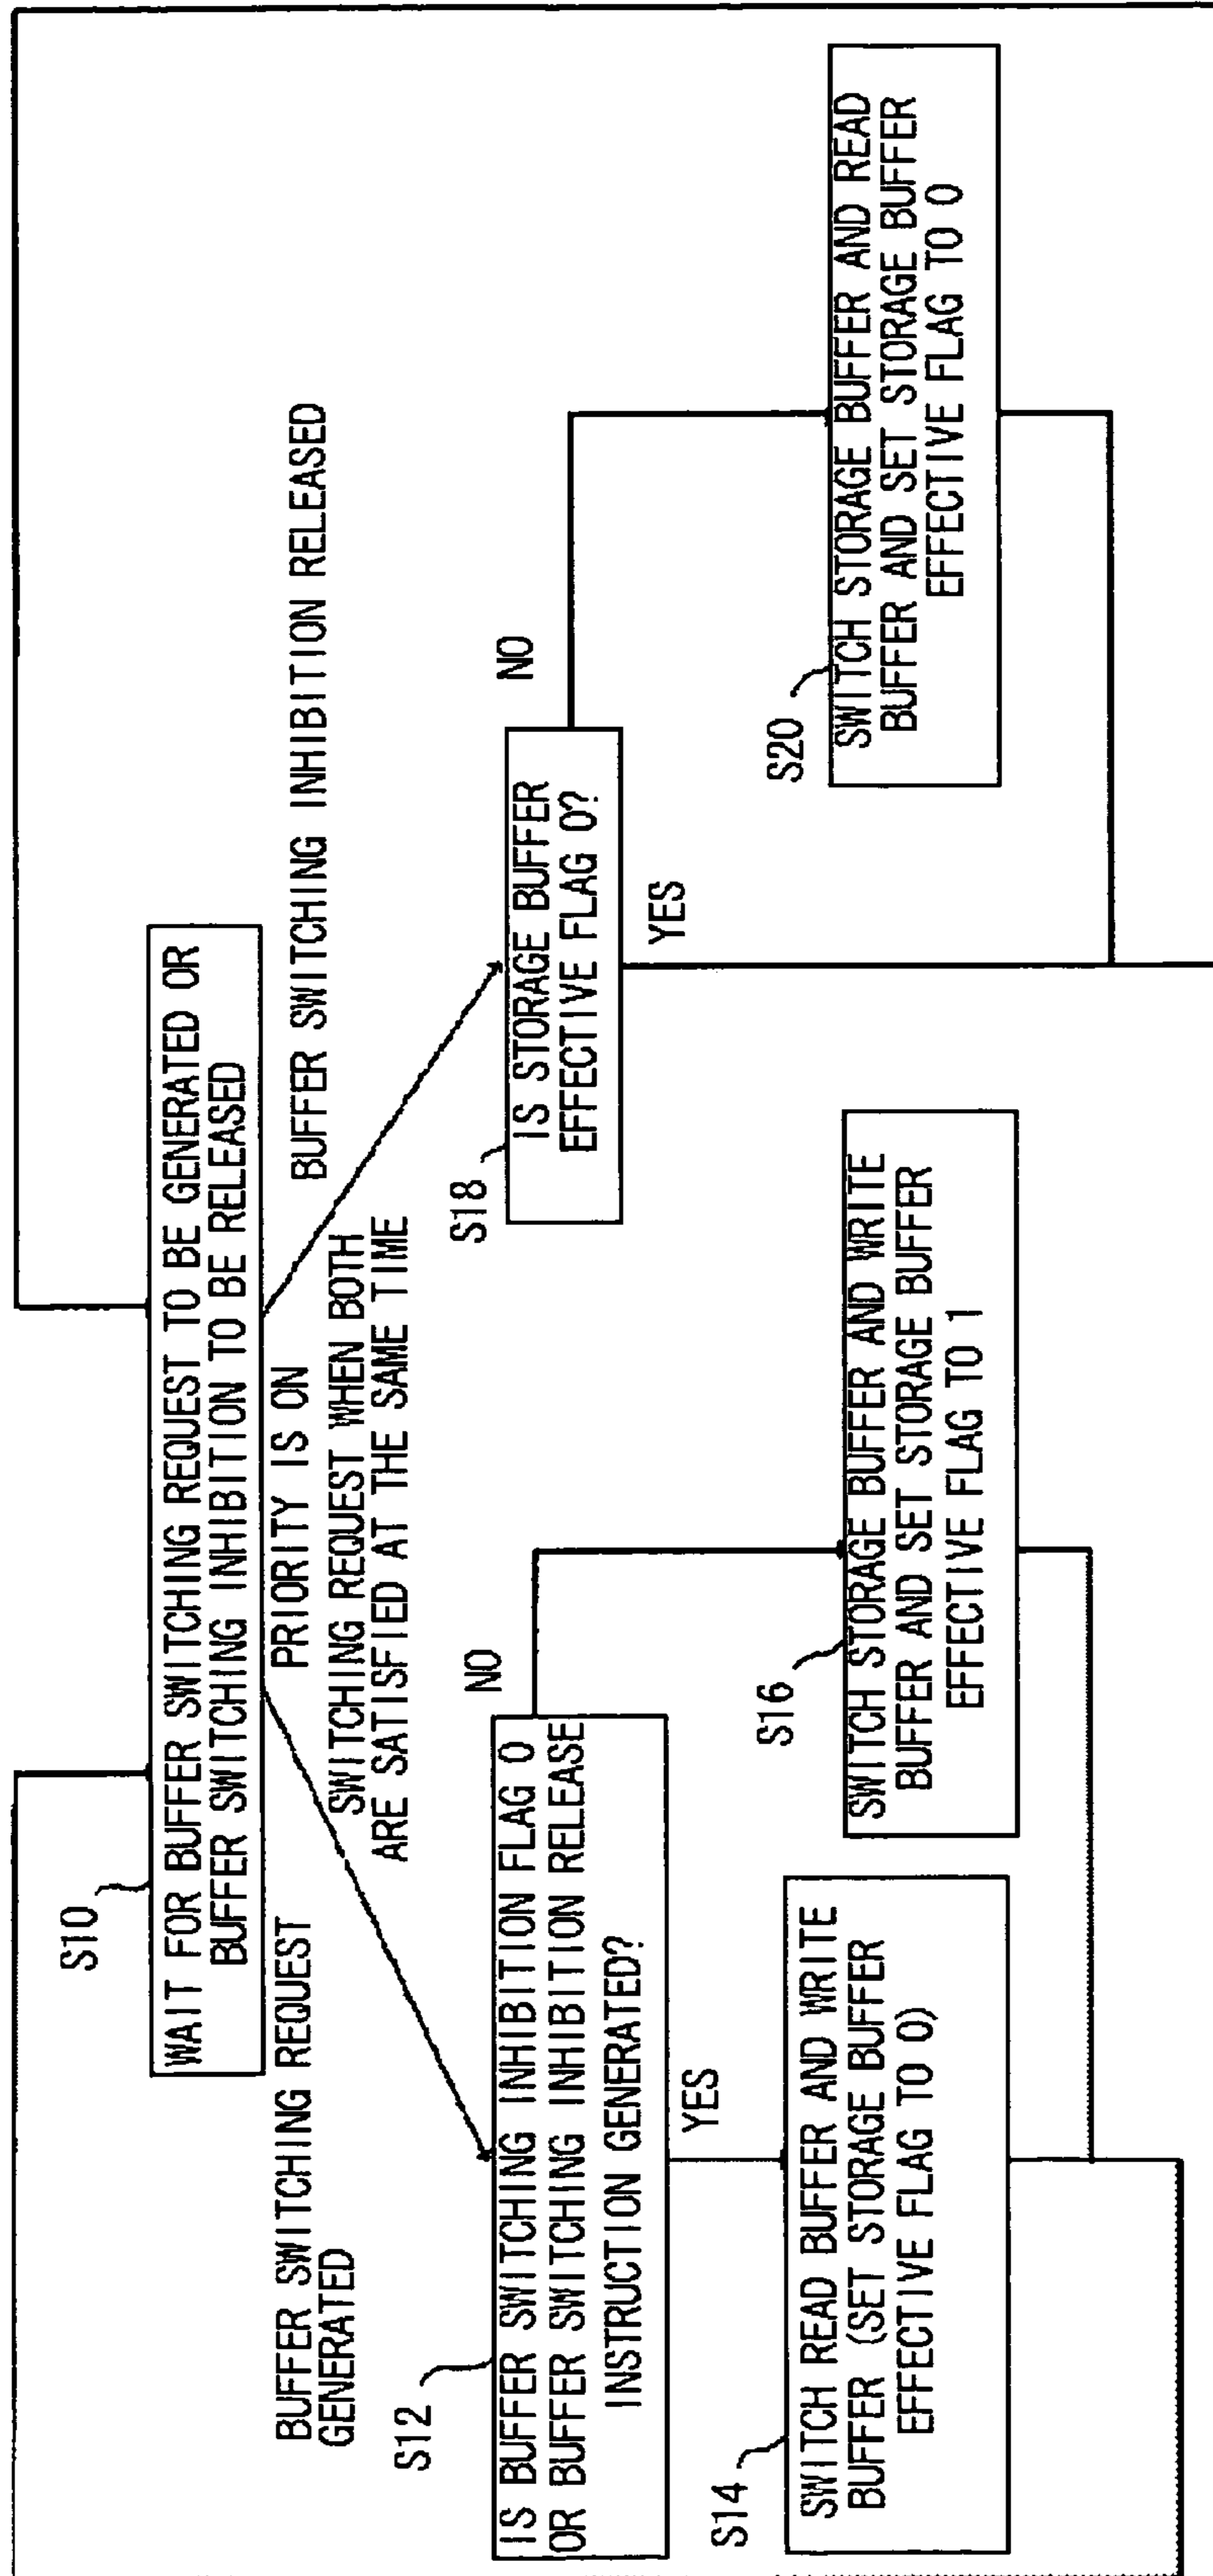 S10
WAIT FOR BUFFER SWITCHING REQUEST TO BE GENERATED OR
BUFFER SWITCHING INHIBITION TO BE RELEASED
BUFFER SWITCHING REQUEST
GENERATED
PRIORITY IS ON
SWITCHING REQUEST WHEN BOTH
ARE SATISFIED AT THE SAME TIME
BUFFER SWITCHING INHIBITION RELEASED
S12
IS BUFFER SWITCHING INHIBITION FLAG 0
OR BUFFER SWITCHING INHIBITION RELEASE
INSTRUCTION GENERATED?
NO
YES
S18
IS STORAGE BUFFER
EFFECTIVE FLAG 0?
NO
YES
S14
SWITCH READ BUFFER AND WRITE
BUFFER (SET STORAGE BUFFER
EFFECTIVE FLAG TO 0)
S16
SWITCH STORAGE BUFFER AND WRITE
BUFFER AND SET STORAGE BUFFER
EFFECTIVE FLAG TO 1
S20
SWITCH STORAGE BUFFER AND READ
BUFFER AND SET STORAGE BUFFER
EFFECTIVE FLAG TO 0